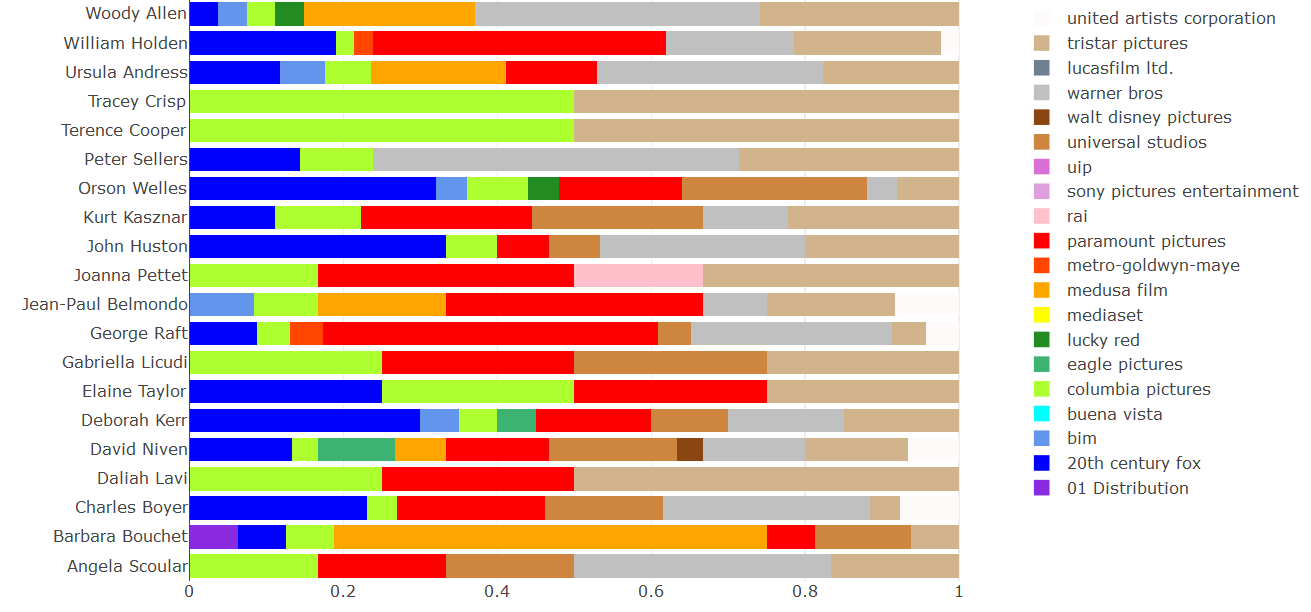 Woody Allen
William Holden
Ursula Andress
Tracey Crisp
Terence Cooper
Peter Sellers
Orson Welles
Kurt Kasznar
John Huston
Joanna Pettet
Jean-Paul Belmondo
George Raft
Gabriella Licudi
Elaine Taylor
Deborah Kerr
David Niven
Daliah Lavi
Charles Boyer
Barbara Bouchet
Angela Scoular
0 0.2 0.4 0.6 0.8 1
united artists corporation
tristar pictures
lucasfilm ltd.
warner bros
walt disney pictures
universal studios
uip
sony pictures entertainment
rai
paramount pictures
metro-goldwyn-maye
medusa film
mediaset
lucky red
eagle pictures
columbia pictures
buena vista
bim
20th century fox
01 Distribution